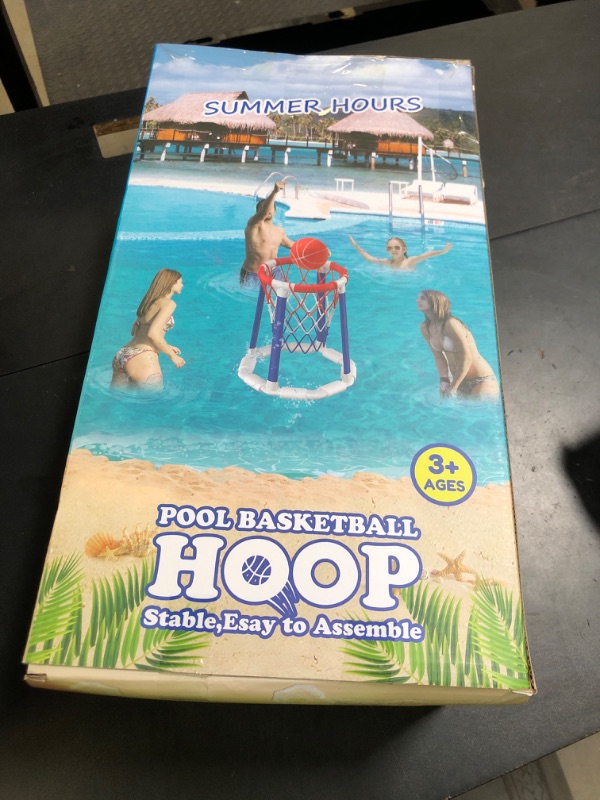 SUMMER HOURS
3+
AGES
POOL BASKETBALL
HOOP
Stable,Esay to Assemble